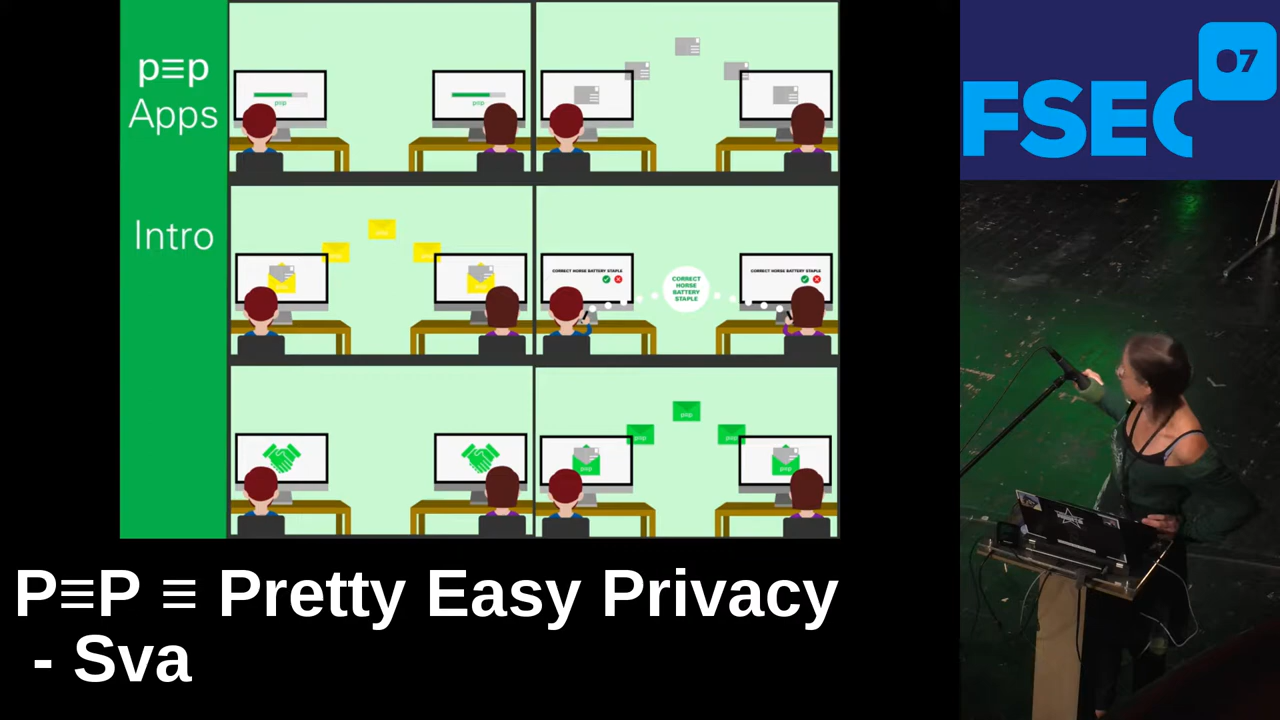 p≡p
Apps
Intro
p≡p
p≡p
CORRECT HORSE BATTERY STAPLE
CORRECT
HORSE
BATTERY
STAPLE
CORRECT HORSE BATTERY STAPLE
p≡p
p≡p
p≡p
p≡p
p≡p
P≡P ≡ Pretty Easy Privacy
- Sva
FSEC
07